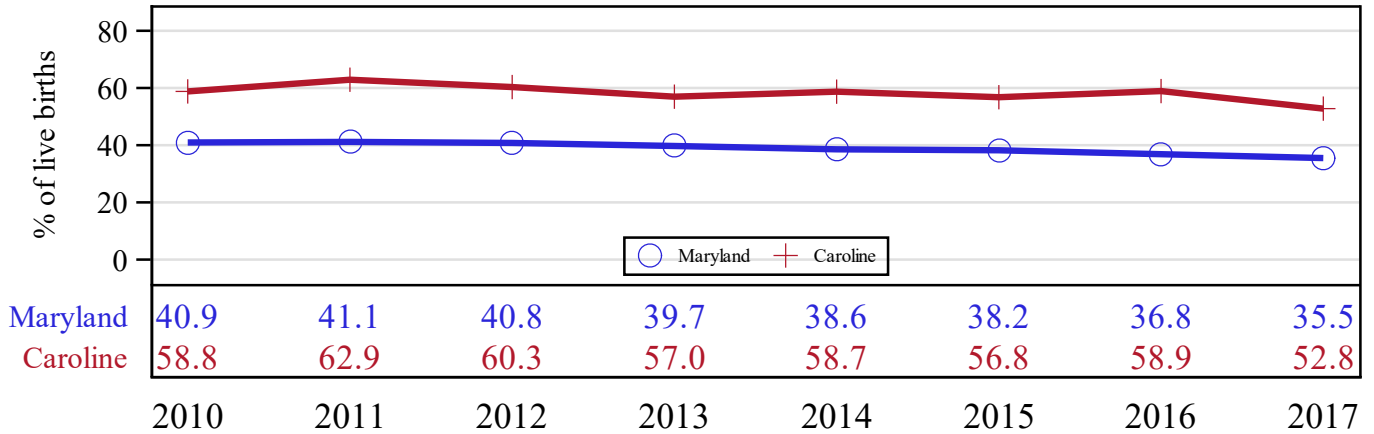 % of live births
80
60
40
20
0
Maryland Caroline
Maryland 40.9 41.1 40.8 39.7 38.6 38.2 36.8 35.5
Caroline 58.8 62.9 60.3 57.0 58.7 56.8 58.9 52.8
2010 2011 2012 2013 2014 2015 2016 2017